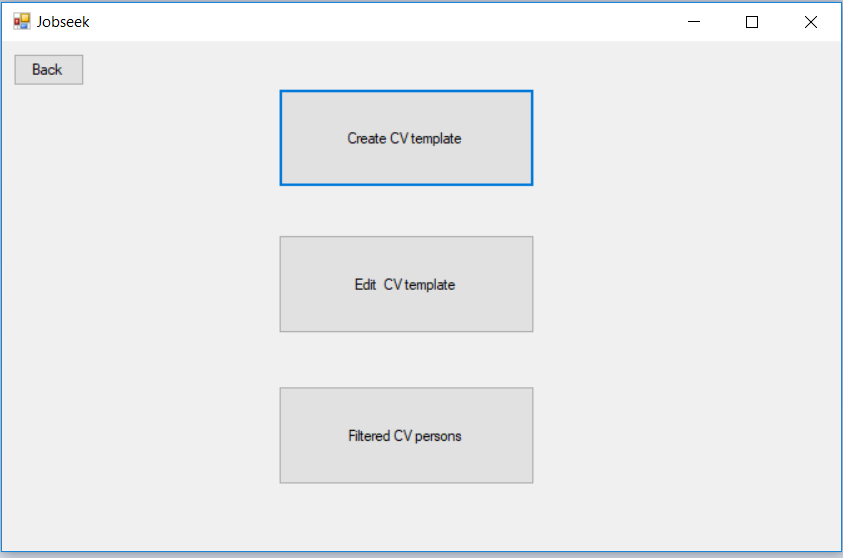 Jobseek
Back
Create CV template
Edit  CV template
Filtered CV persons